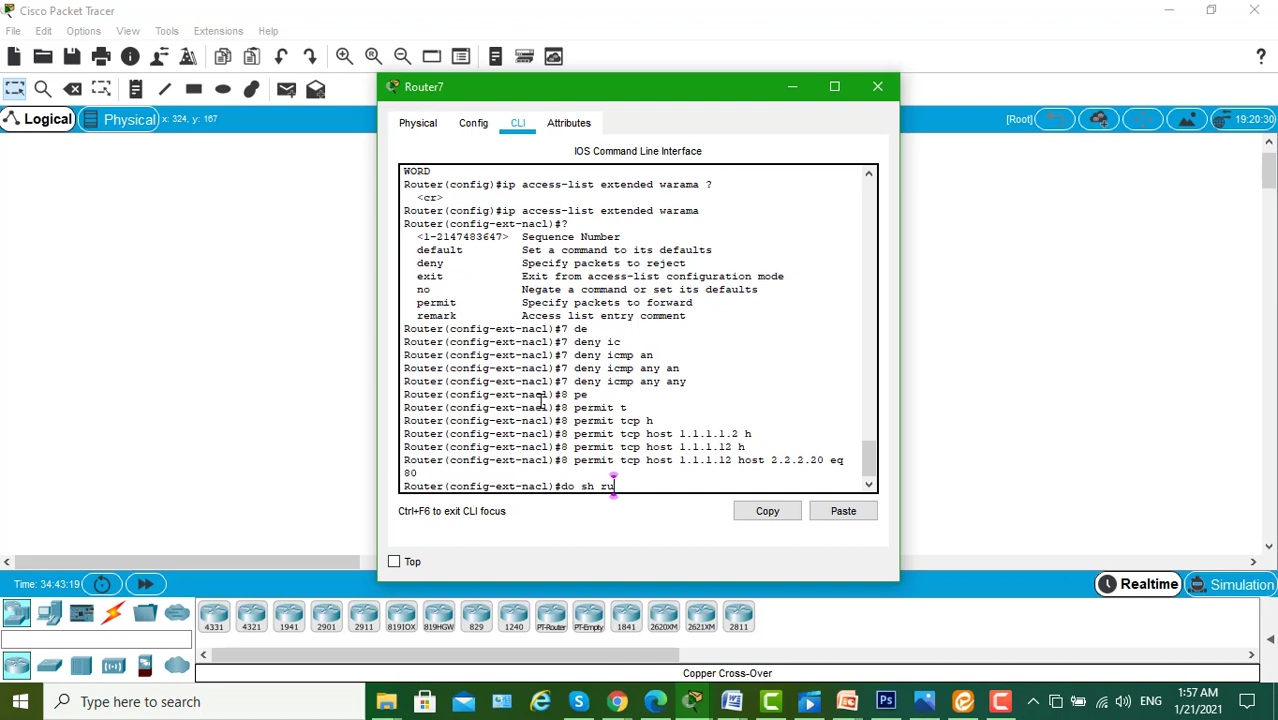 Cisco Packet Tracer
File Edit Options View Tools Extensions Help
?
Logical Physical x: 324, y: 167 [Root] 19:20:30
Router7
Physical Config CLI Attributes
IOS Command Line Interface
WORD
Router(config)#ip access-list extended warama ?
<cr>
Router(config)#ip access-list extended warama
Router(config-ext-nacl)#?
<1-2147483647> Sequence Number
default Set a command to its defaults
deny Specify packets to reject
exit Exit from access-list configuration mode
no Negate a command or set its defaults
permit Specify packets to forward
remark Access list entry comment
Router(config-ext-nacl)#7 de
Router(config-ext-nacl)#7 deny ic
Router(config-ext-nacl)#7 deny icmp an
Router(config-ext-nacl)#7 deny icmp any an
Router(config-ext-nacl)#7 deny icmp any any
Router(config-ext-nacl)#8 pe
Router(config-ext-nacl)#8 permit t
Router(config-ext-nacl)#8 permit tcp h
Router(config-ext-nacl)#8 permit tcp host 1.1.1.1.2 h
Router(config-ext-nacl)#8 permit tcp host 1.1.1.12 h
Router(config-ext-nacl)#8 permit tcp host 1.1.1.12 host 2.2.2.20 eq
80
Router(config-ext-nacl)#do sh ru
Ctrl+F6 to exit CLI focus Copy Paste
Top
Time: 34:43:19 Realtime Simulation
4331 4321 1941 2901 2911 819IOX 819HGW 829 1240 PT-Router PT-Empty 1841 2620XM 2621XM 2811
Copper Cross-Over
Type here to search ENG 1:57 AM
1/21/2021